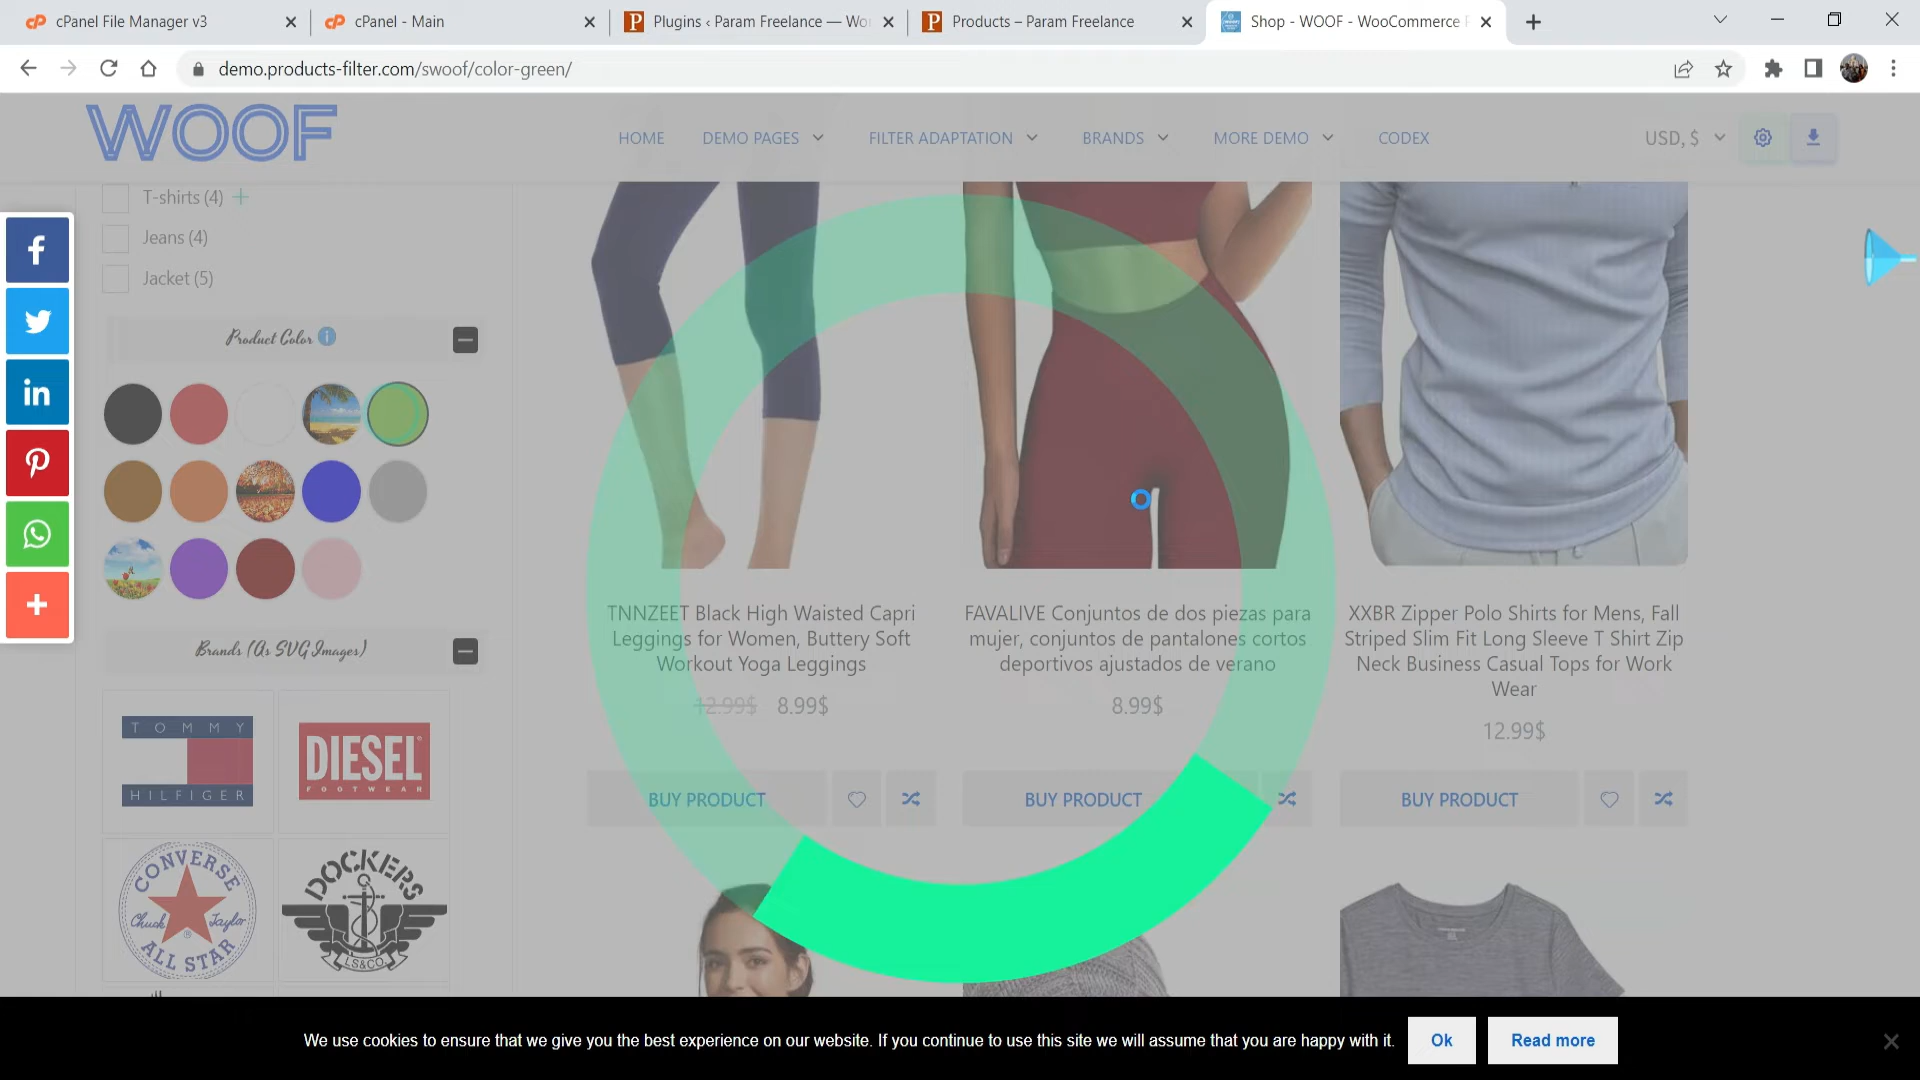 cPanel File Manager v3
cPanel - Main
Plugins ‹ Param Freelance — Wo
Products – Param Freelance
Shop - WOOF - WooCommerce P
demo.products-filter.com/swoof/color-green/
WOOF
HOME
DEMO PAGES
FILTER ADAPTATION
BRANDS
MORE DEMO
CODEX
USD, $
T-shirts (4)
Jeans (4)
Jacket (5)
Product Color
Brands (As SVG Images)
TOMMY
HILFIGER
DIESEL
FOOTWEAR
CONVERSE
Chuck Taylor
ALL STAR
DOCKERS
LS&CO.
TNNZEET Black High Waisted Capri
Leggings for Women, Buttery Soft
Workout Yoga Leggings
12.99$ 8.99$
BUY PRODUCT
FAVALIVE Conjuntos de dos piezas para
mujer, conjuntos de pantalones cortos
deportivos ajustados de verano
8.99$
BUY PRODUCT
XXBR Zipper Polo Shirts for Mens, Fall
Striped Slim Fit Long Sleeve T Shirt Zip
Neck Business Casual Tops for Work
Wear
12.99$
BUY PRODUCT
We use cookies to ensure that we give you the best experience on our website. If you continue to use this site we will assume that you are happy with it.
Ok
Read more